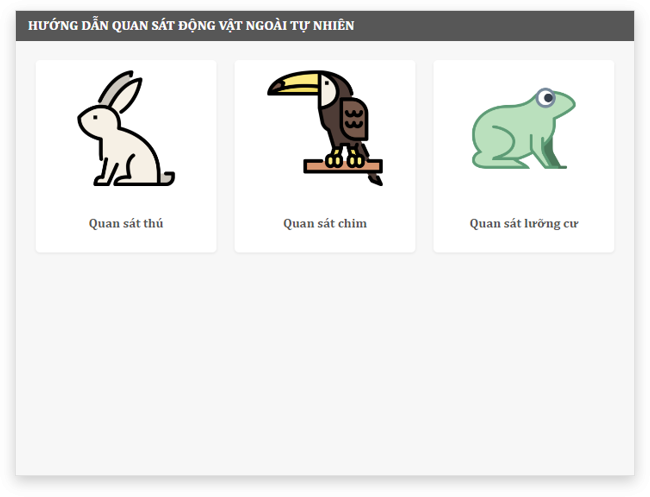 HƯỚNG DẪN QUAN SÁT ĐỘNG VẬT NGOÀI TỰ NHIÊN
Quan sát thú
Quan sát chim
Quan sát lưỡng cư